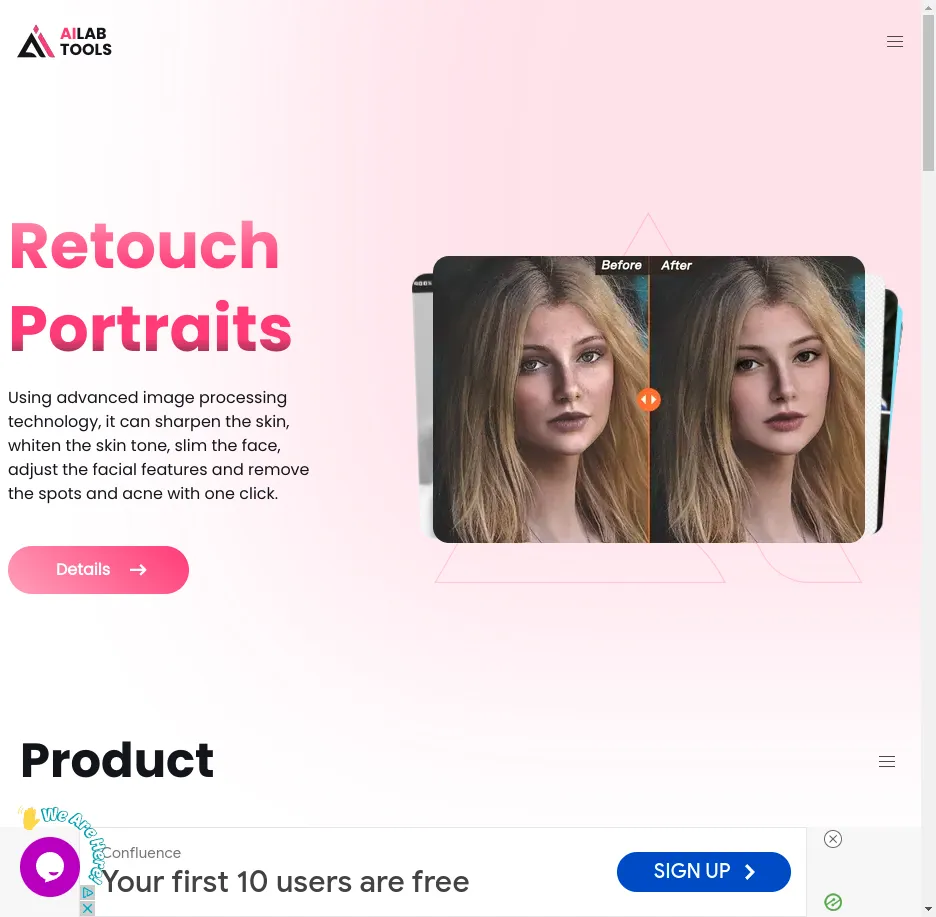 AILAB
TOOLS
Retouch
Portraits
Using advanced image processing
technology, it can sharpen the skin,
whiten the skin tone, slim the face,
adjust the facial features and remove
the spots and acne with one click.
Details
Before After
Product
We Are Here!
Confluence
Your first 10 users are free
SIGN UP